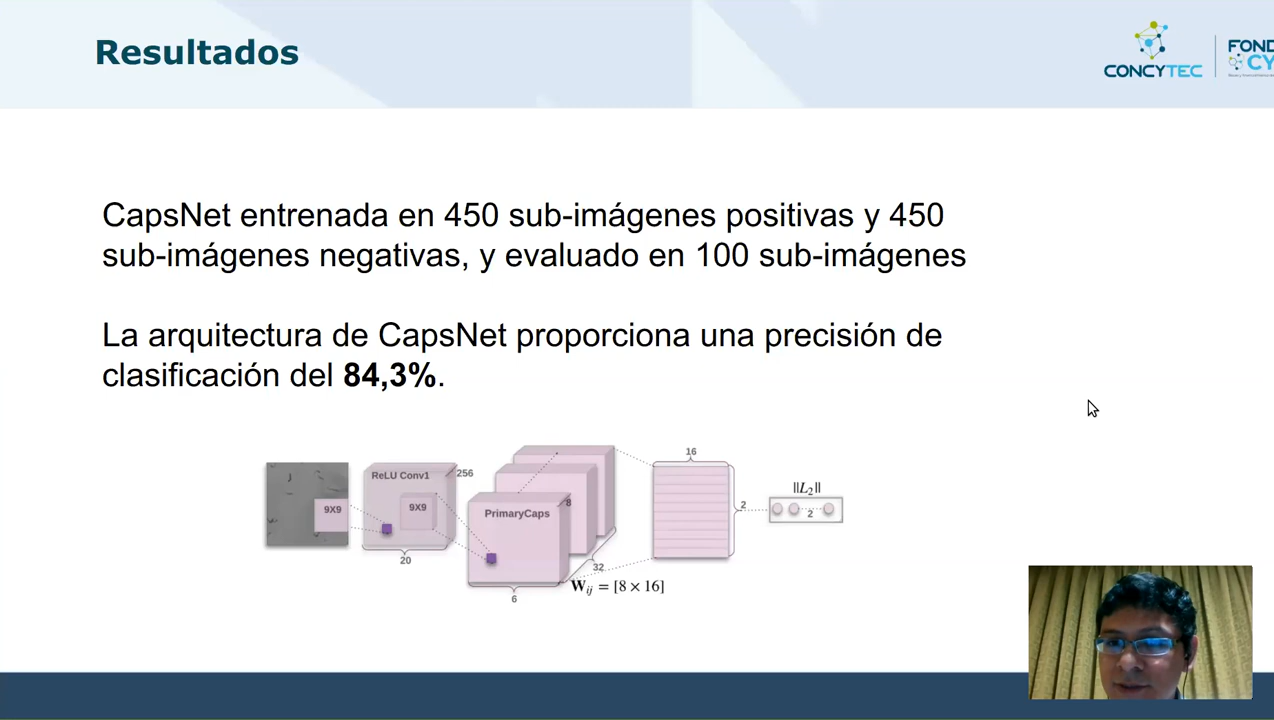 Resultados
CONCYTEC
FOND
CY
CapsNet entrenada en 450 sub-imágenes positivas y 450
sub-imágenes negativas, y evaluado en 100 sub-imágenes
La arquitectura de CapsNet proporciona una precisión de
clasificación del 84,3%.
9X9
ReLU Conv1
256
9X9
20
PrimaryCaps
8
32
6
W_ij = [8 × 16]
16
2
||L₂||
2